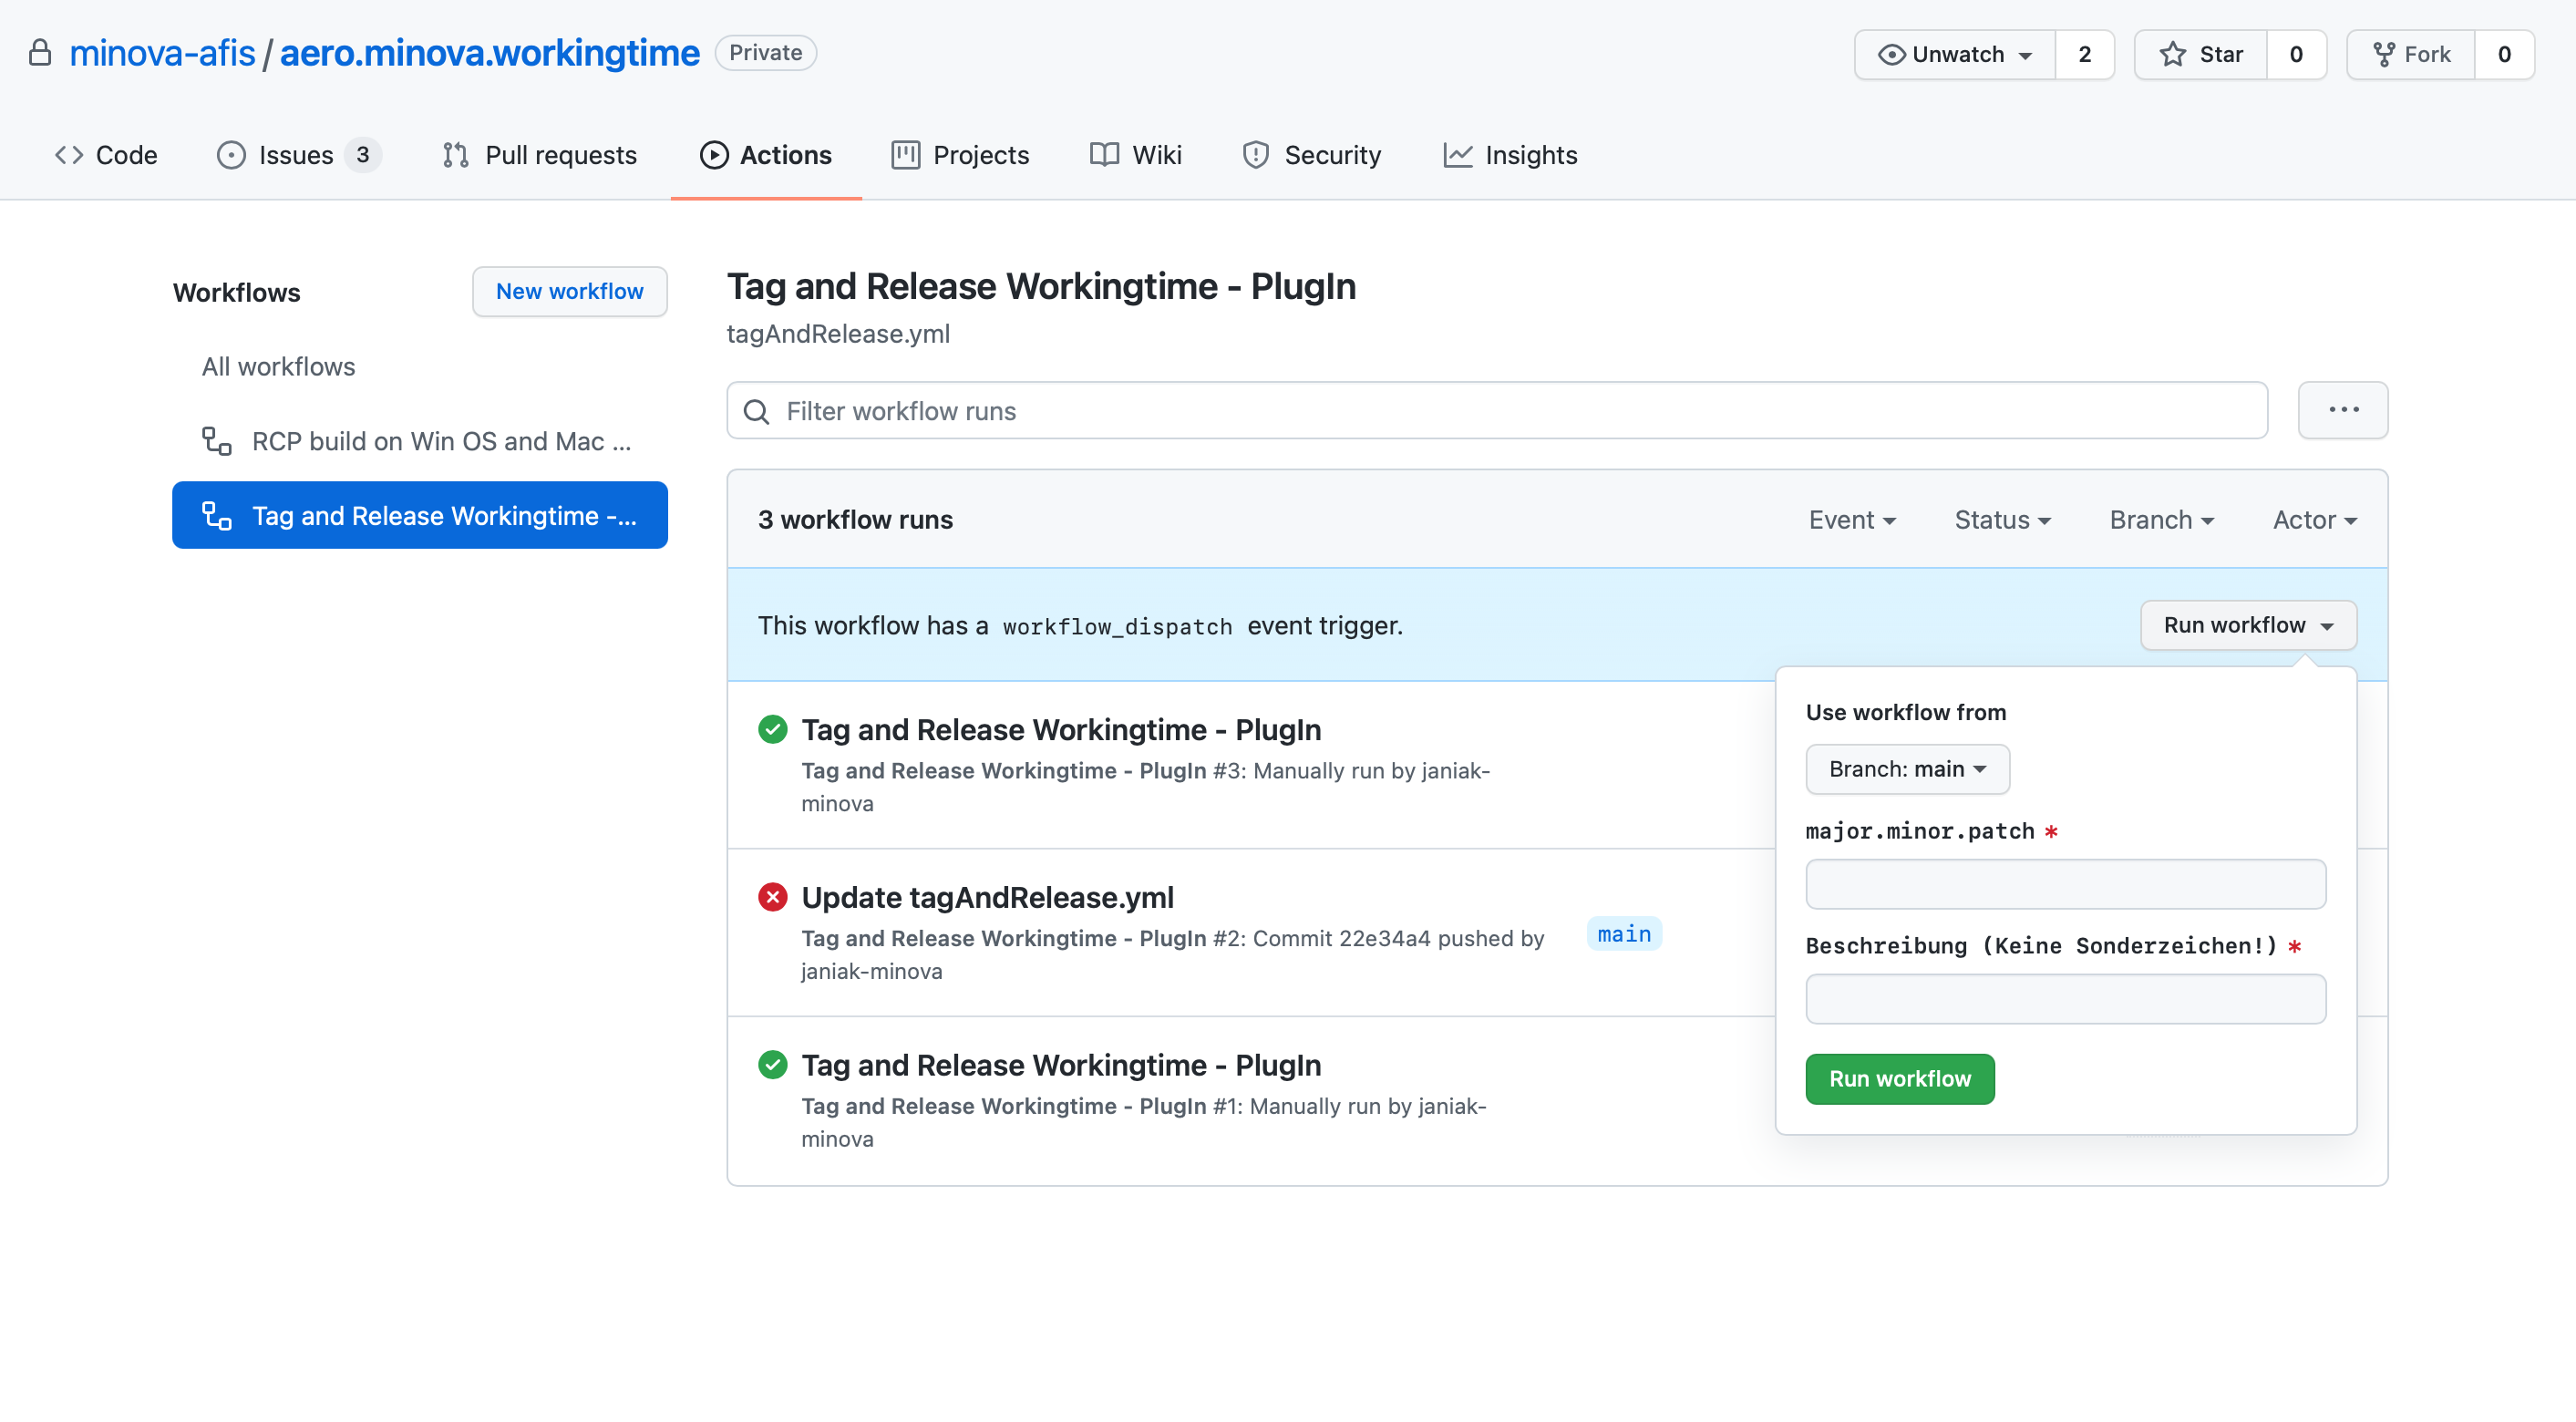 minova-afis / aero.minova.workingtime Private
Unwatch 2 Star 0 Fork 0
Code Issues 3 Pull requests Actions Projects Wiki Security Insights
Workflows
New workflow
All workflows
RCP build on Win OS and Mac ...
Tag and Release Workingtime -...
Tag and Release Workingtime - PlugIn
tagAndRelease.yml
Filter workflow runs
3 workflow runs
Event Status Branch Actor
This workflow has a workflow_dispatch event trigger.
Run workflow
Tag and Release Workingtime - PlugIn
Tag and Release Workingtime - PlugIn #3: Manually run by janiak-
minova
Update tagAndRelease.yml
Tag and Release Workingtime - PlugIn #2: Commit 22e34a4 pushed by
janiak-minova
main
Tag and Release Workingtime - PlugIn
Tag and Release Workingtime - PlugIn #1: Manually run by janiak-
minova
Use workflow from
Branch: main
major.minor.patch *
Beschreibung (Keine Sonderzeichen!) *
Run workflow